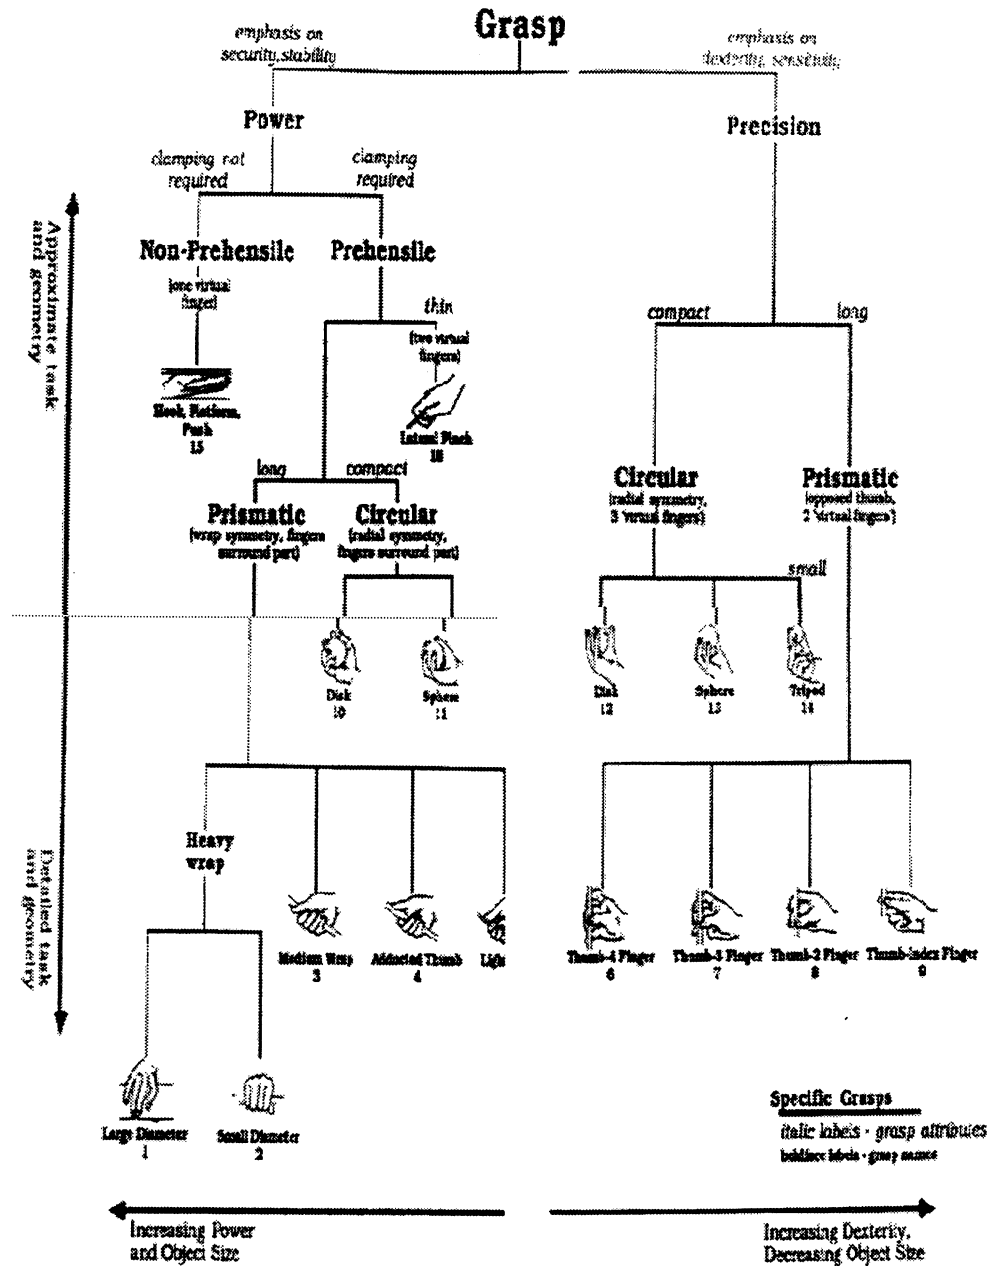 Grasp
emphasis on
security, stability
emphasis on
dexterity, sensitivity
Power
Precision
clamping not
required
clamping
required
Non-Prehensile
Prehensile
(one virtual
finger)
thin
(two virtual
fingers)
compact
long
Approximate task
and geometry
Hook, Platform,
Push
15
Lateral Pinch
16
long
compact
Prismatic
(wrap symmetry, fingers
surround part)
Circular
(radial symmetry,
fingers surround part)
Circular
(radial symmetry,
3 virtual fingers)
Prismatic
(opposed thumb,
2 virtual fingers)
small
Disk
10
Sphere
11
Disk
12
Sphere
13
Tripod
14
Heavy
wrap
Detailed task
and geometry
Medium Wrap
3
Adducted Thumb
4
Ligh
Thumb-4 Finger
6
Thumb-3 Finger
7
Thumb-2 Finger
8
Thumb-Index Finger
9
Large Diameter
1
Small Diameter
2
Specific Grasps
italic labels - grasp attributes
boldface labels - grasp names
Increasing Power
and Object Size
Increasing Dexterity,
Decreasing Object Size